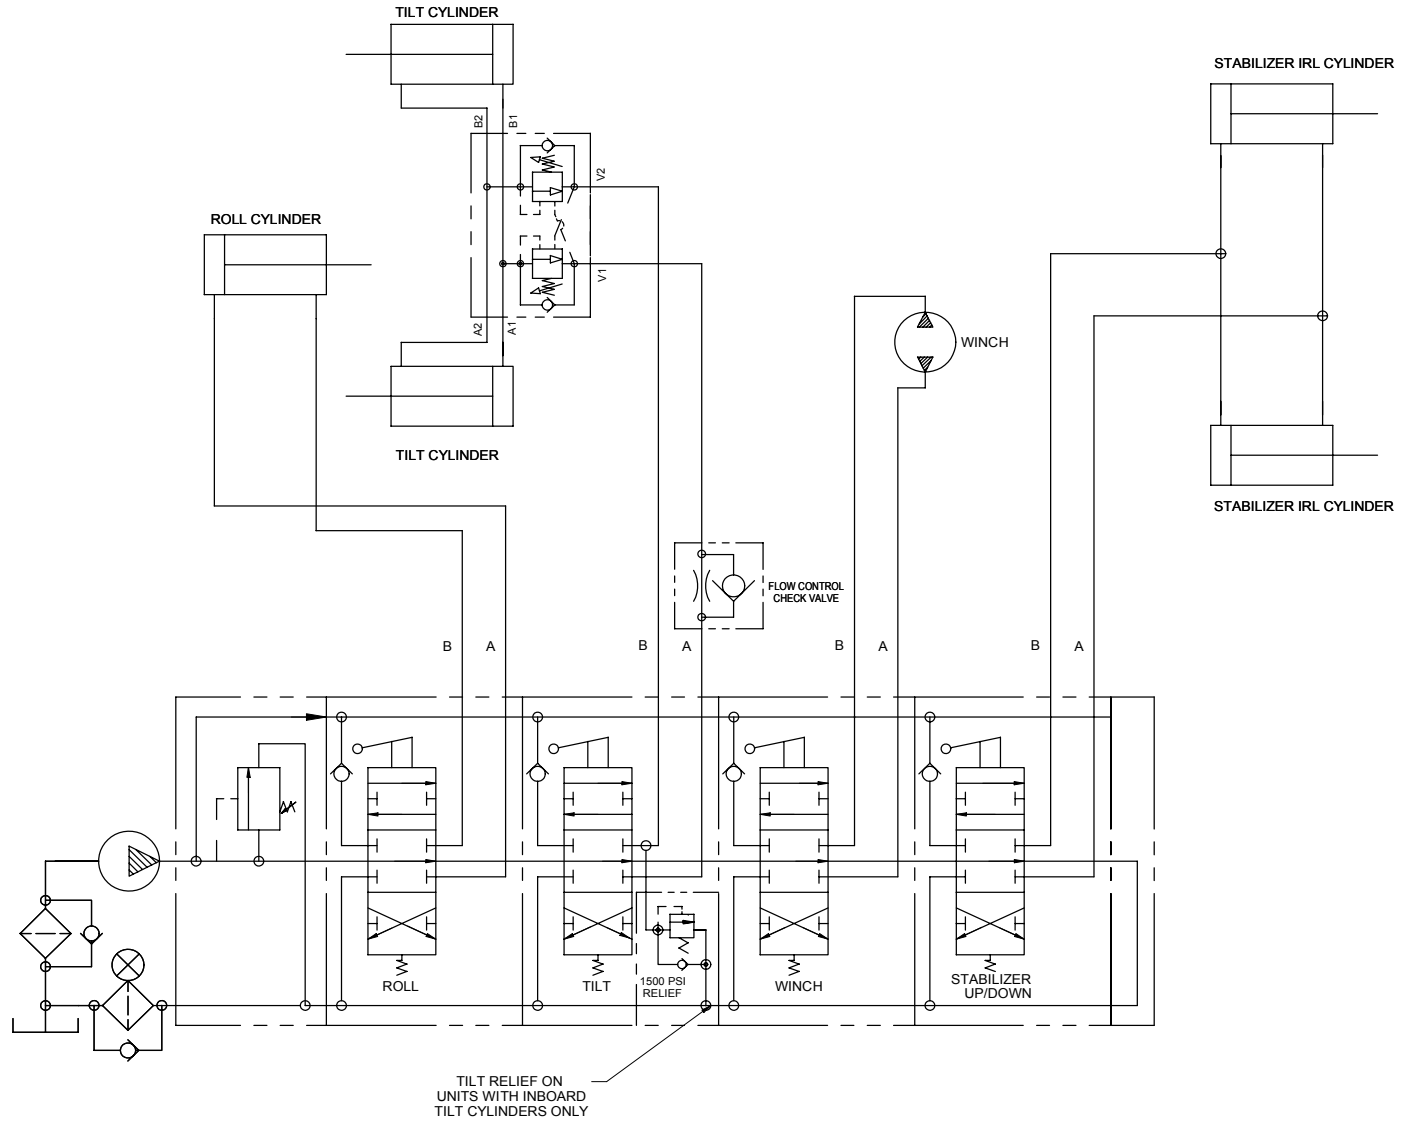 TILT CYLINDER
STABILIZER IRL CYLINDER
B2
B1
V2
ROLL CYLINDER
V1
A2
A1
WINCH
TILT CYLINDER
STABILIZER IRL CYLINDER
FLOW CONTROL
CHECK VALVE
B
A
B
A
B
A
B
A
ROLL
TILT
1500 PSI
RELIEF
WINCH
STABILIZER
UP/DOWN
TILT RELIEF ON
UNITS WITH INBOARD
TILT CYLINDERS ONLY